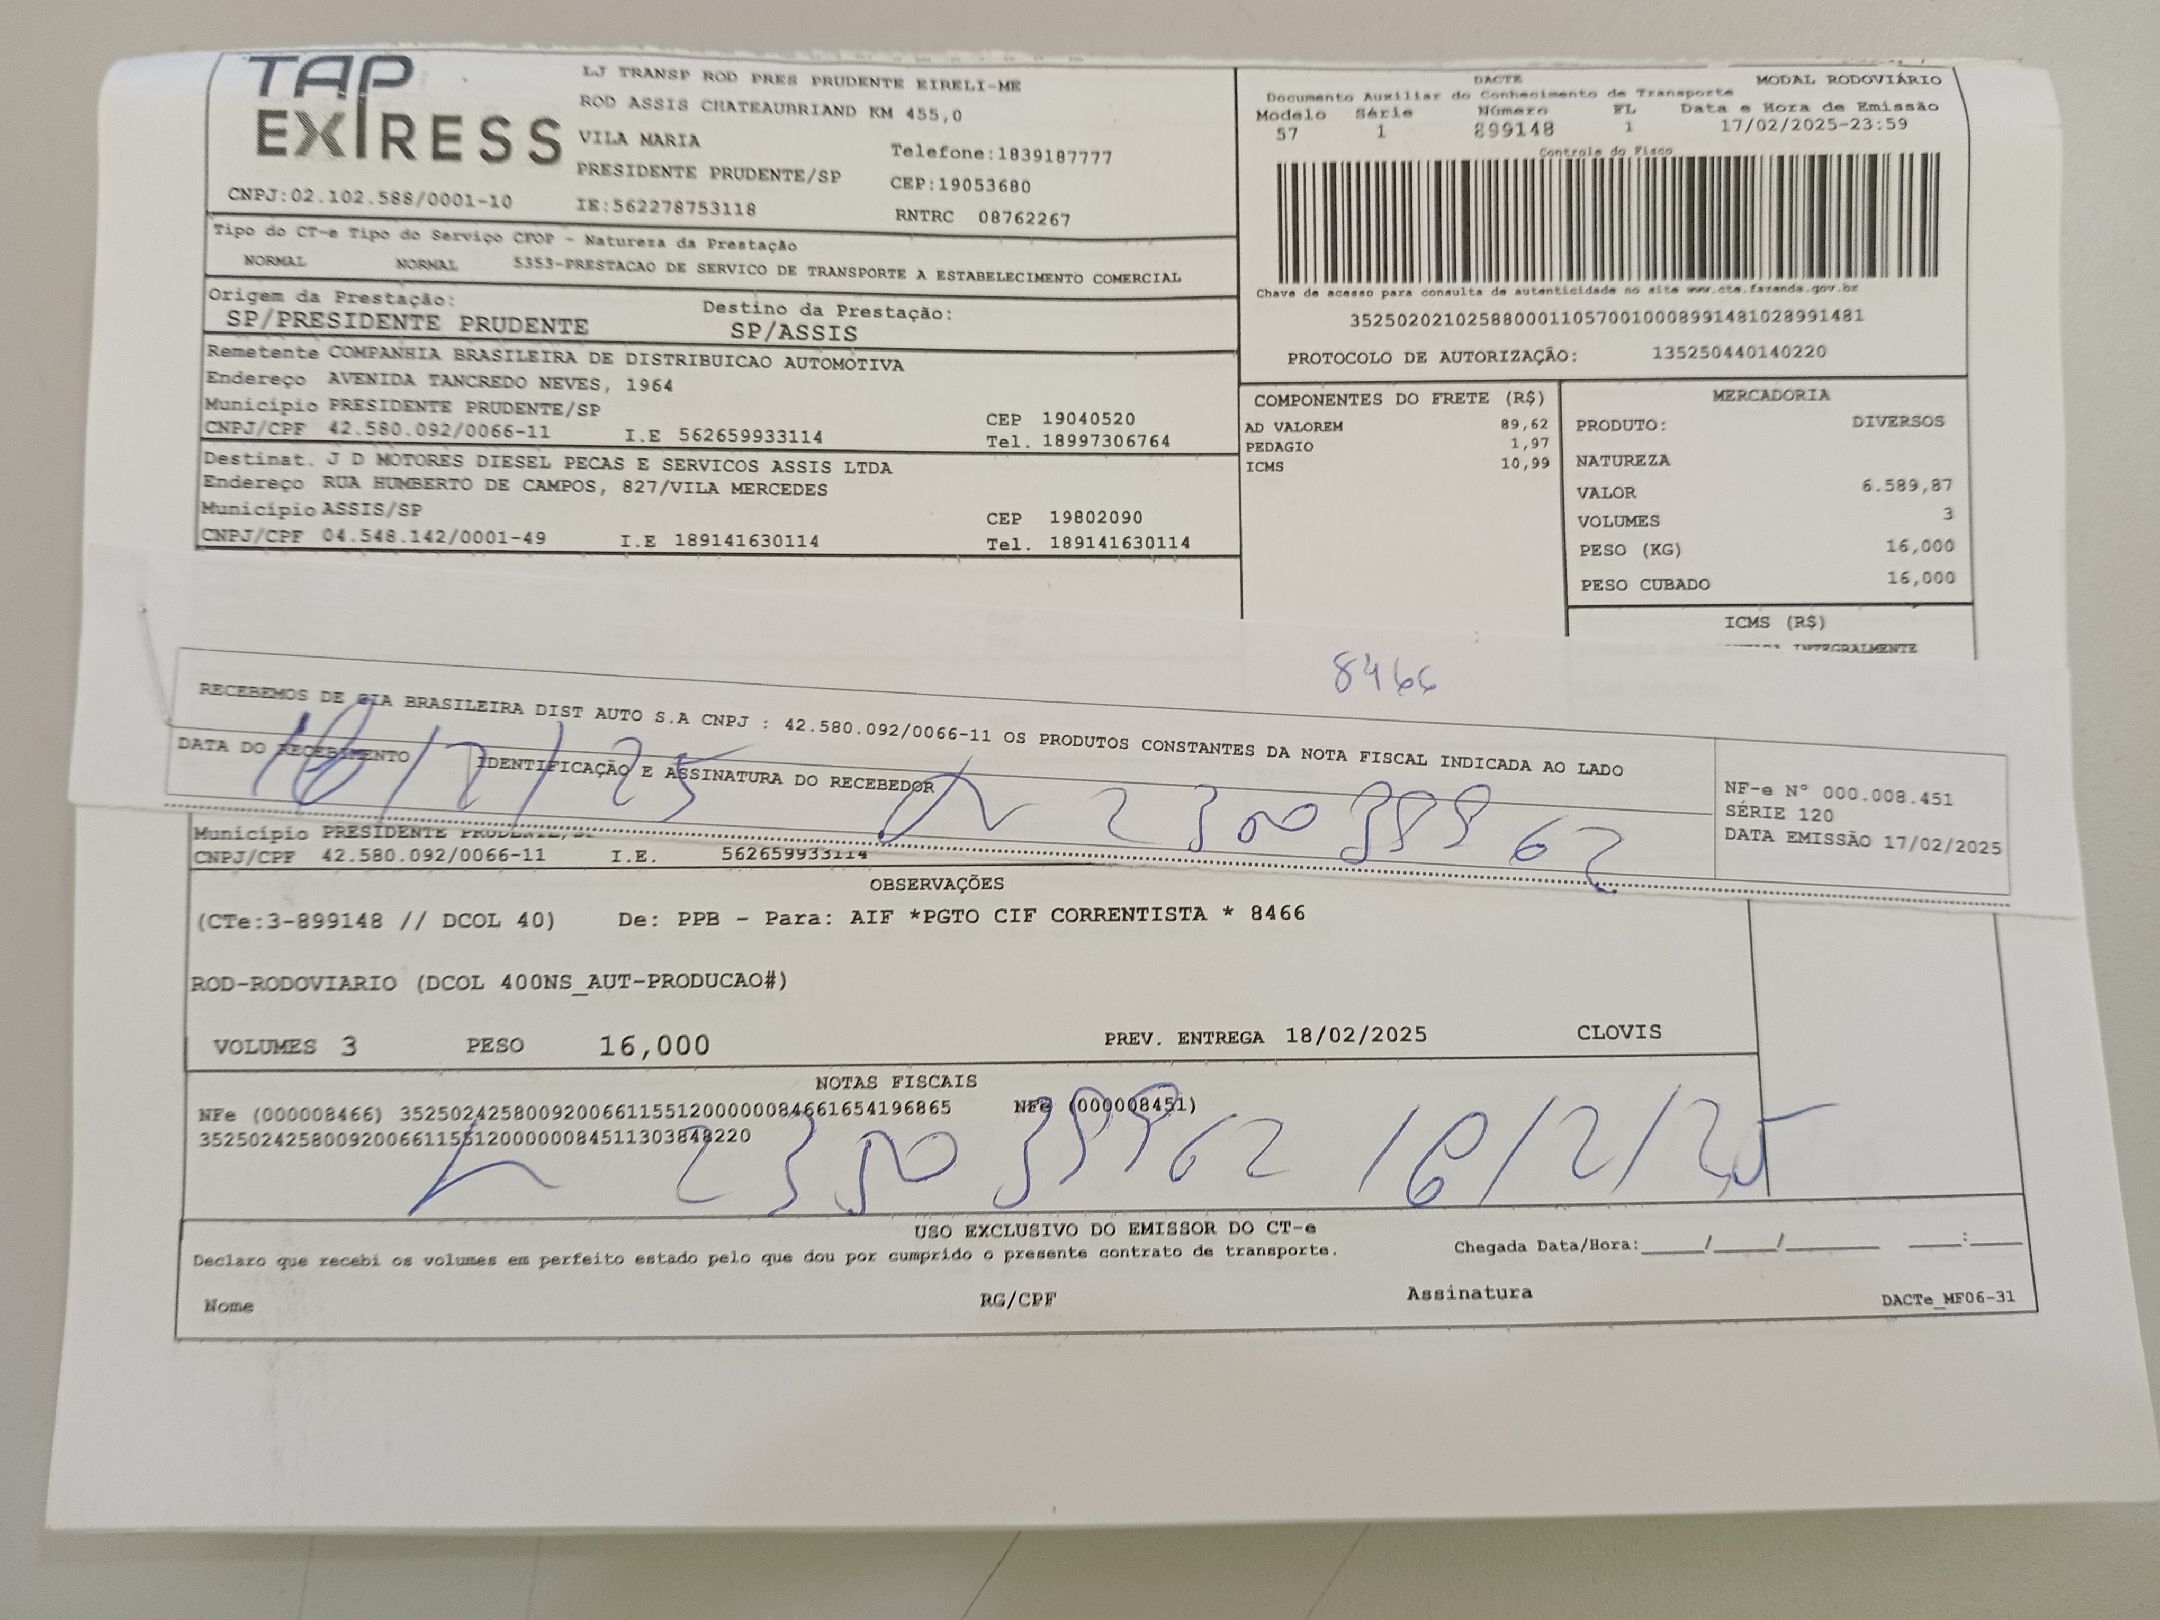 TAP
EXPRESS
LJ TRANSP ROD PRES PRUDENTE EIRELI-ME
ROD ASSIS CHATEAUBRIAND KM 455,0
VILA MARIA
Telefone:1839187777
PRESIDENTE PRUDENTE/SP
CEP:19053680
CNPJ:02.102.588/0001-10
IE:562278753118
RNTRC 08762267
DACTE
MODAL RODOVIÁRIO
Documento Auxiliar do Conhecimento de Transporte
Modelo Série Número FL Data e Hora de Emissão
57 1 899148 1 17/02/2025-23:59
Controle do Fisco
Chave de acesso para consulta de autenticidade no site www.cte.fazenda.gov.br
35250202102588000110570010008991481028991481
PROTOCOLO DE AUTORIZAÇÃO: 135250440140220
Tipo do CT-e Tipo do Serviço CFOP - Natureza da Prestação
NORMAL NORMAL 5353-PRESTACAO DE SERVICO DE TRANSPORTE A ESTABELECIMENTO COMERCIAL
Origem da Prestação: Destino da Prestação:
SP/PRESIDENTE PRUDENTE SP/ASSIS
Remetente COMPANHIA BRASILEIRA DE DISTRIBUICAO AUTOMOTIVA
Endereço AVENIDA TANCREDO NEVES, 1964
Município PRESIDENTE PRUDENTE/SP CEP 19040520
CNPJ/CPF 42.580.092/0066-11 I.E 562659933114 Tel. 18997306764
Destinat. J D MOTORES DIESEL PECAS E SERVICOS ASSIS LTDA
Endereço RUA HUMBERTO DE CAMPOS, 827/VILA MERCEDES
Município ASSIS/SP CEP 19802090
CNPJ/CPF 04.548.142/0001-49 I.E 189141630114 Tel. 189141630114
COMPONENTES DO FRETE (R$)
AD VALOREM 89,62
PEDAGIO 1,97
ICMS 10,99
MERCADORIA
PRODUTO: DIVERSOS
NATUREZA
VALOR 6.589,87
VOLUMES 3
PESO (KG) 16,000
PESO CUBADO 16,000
ICMS (R$)
INTEGRALMENTE
8466
RECEBEMOS DE CIA BRASILEIRA DIST AUTO S.A CNPJ : 42.580.092/0066-11 OS PRODUTOS CONSTANTES DA NOTA FISCAL INDICADA AO LADO
DATA DO RECEBIMENTO IDENTIFICAÇÃO E ASSINATURA DO RECEBEDOR
18/2/25
NF-e Nº 000.008.451
SÉRIE 120
DATA EMISSÃO 17/02/2025
Município PRESIDENTE PRUDENTE/SP
CNPJ/CPF 42.580.092/0066-11 I.E. 562659933114
OBSERVAÇÕES
(CTe:3-899148 // DCOL 40) De: PPB - Para: AIF *PGTO CIF CORRENTISTA * 8466
ROD-RODOVIARIO (DCOL 400NS_AUT-PRODUCAO#)
VOLUMES 3 PESO 16,000 PREV. ENTREGA 18/02/2025 CLOVIS
NOTAS FISCAIS
NFe (000008466) 35250242580092006611551200000084661654196865 NFe (000008451)
35250242580092006611551200000084511303848220
18/2/25
USO EXCLUSIVO DO EMISSOR DO CT-e
Declaro que recebi os volumes em perfeito estado pelo que dou por cumprido o presente contrato de transporte. Chegada Data/Hora:_____/_____/________ ____:____
Nome RG/CPF Assinatura DACTe_MF06-31